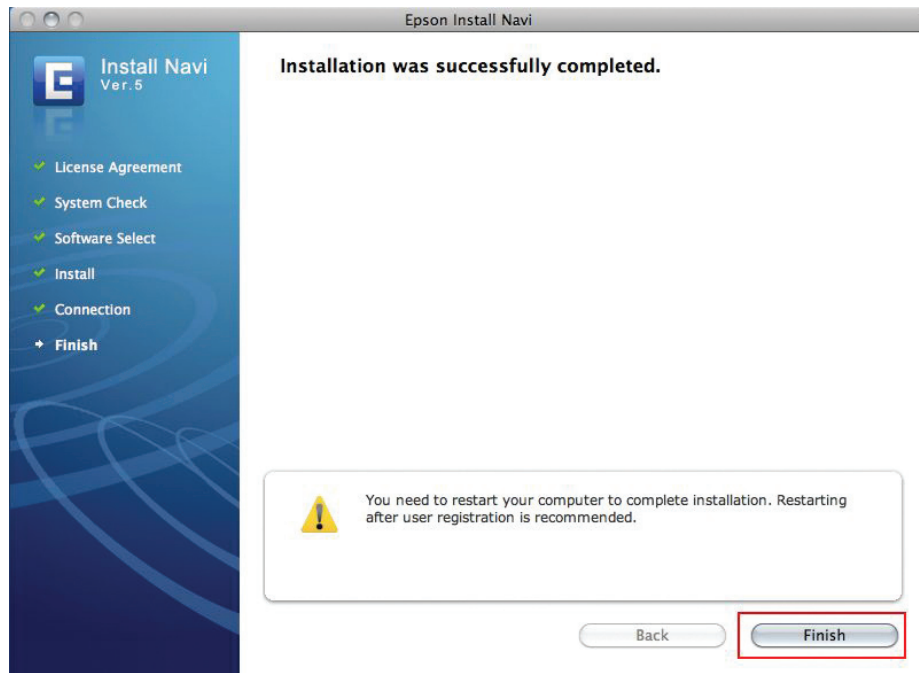 Epson Install Navi
Install Navi
Ver.5
License Agreement
System Check
Software Select
Install
Connection
Finish
Installation was successfully completed.
You need to restart your computer to complete installation. Restarting
after user registration is recommended.
Back
Finish